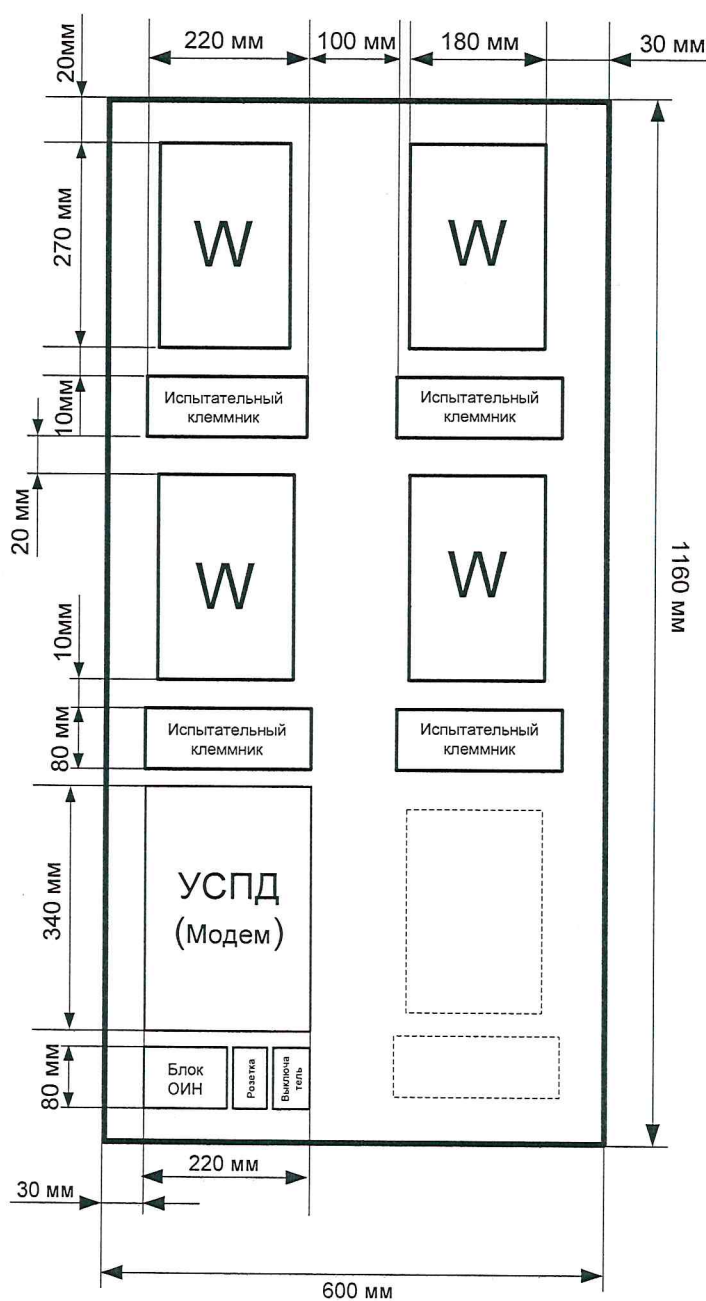 220 мм
100 мм
180 мм
30 мм
20мм
270 мм
W
W
10мм
Испытательный
клеммник
Испытательный
клеммник
20 мм
W
W
1160 мм
10мм
80 мм
Испытательный
клеммник
Испытательный
клеммник
340 мм
УСПД
(Модем)
80 мм
Блок
ОИН
Розетка
Выключа
тель
220 мм
30 мм
600 мм